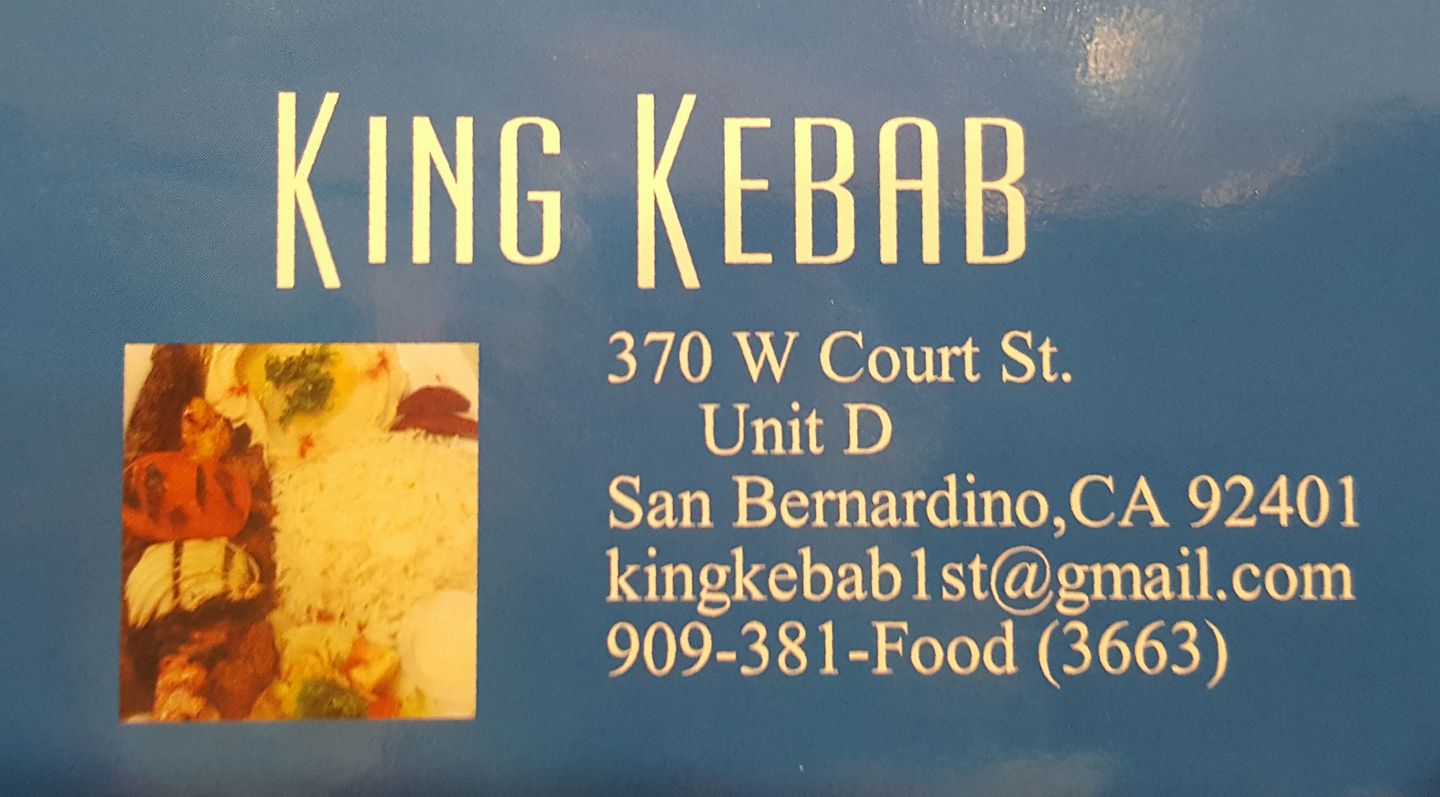 KING KEBAB
370 W Court St.
Unit D
San Bernardino,CA 92401
kingkebab1st@gmail.com
909-381-Food (3663)